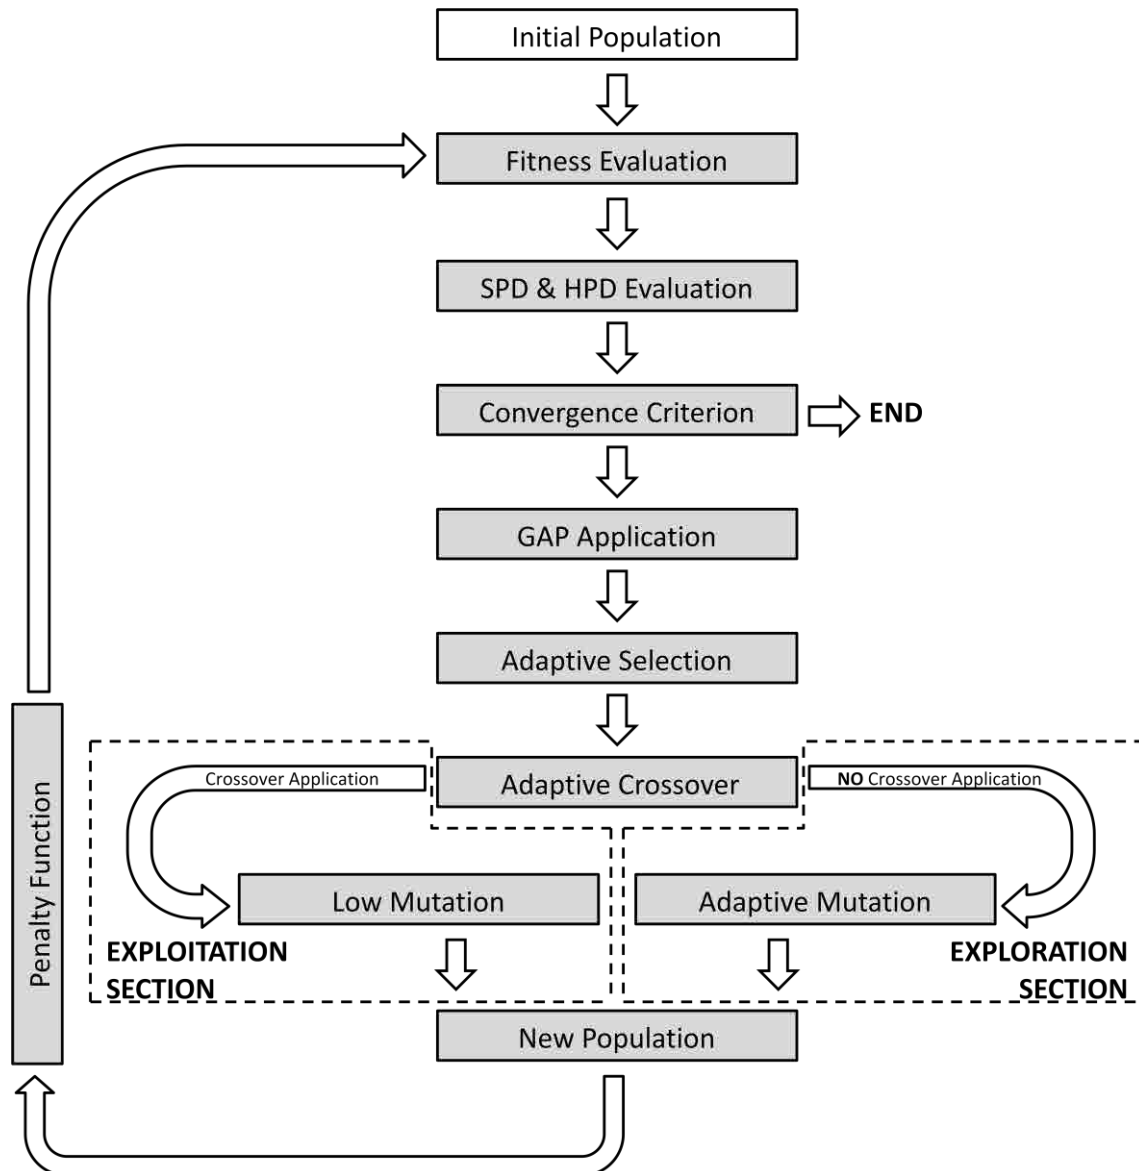 Initial Population
Fitness Evaluation
SPD & HPD Evaluation
Convergence Criterion
END
GAP Application
Adaptive Selection
Adaptive Crossover
Crossover Application
NO Crossover Application
Low Mutation
Adaptive Mutation
EXPLOITATION
SECTION
EXPLORATION
SECTION
New Population
Penalty Function